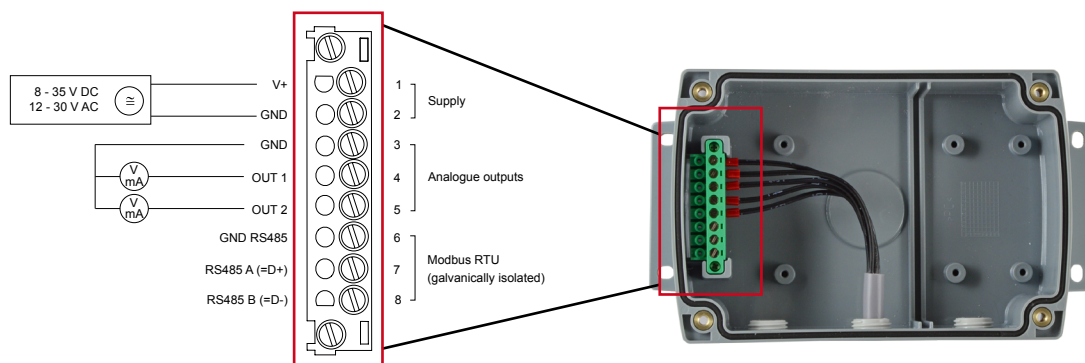 8 - 35 V DC
12 - 30 V AC
V+
GND
GND
OUT 1
OUT 2
GND RS485
RS485 A (=D+)
RS485 B (=D-)
V
mA
V
mA
1
2
3
4
5
6
7
8
Supply
Analogue outputs
Modbus RTU
(galvanically isolated)